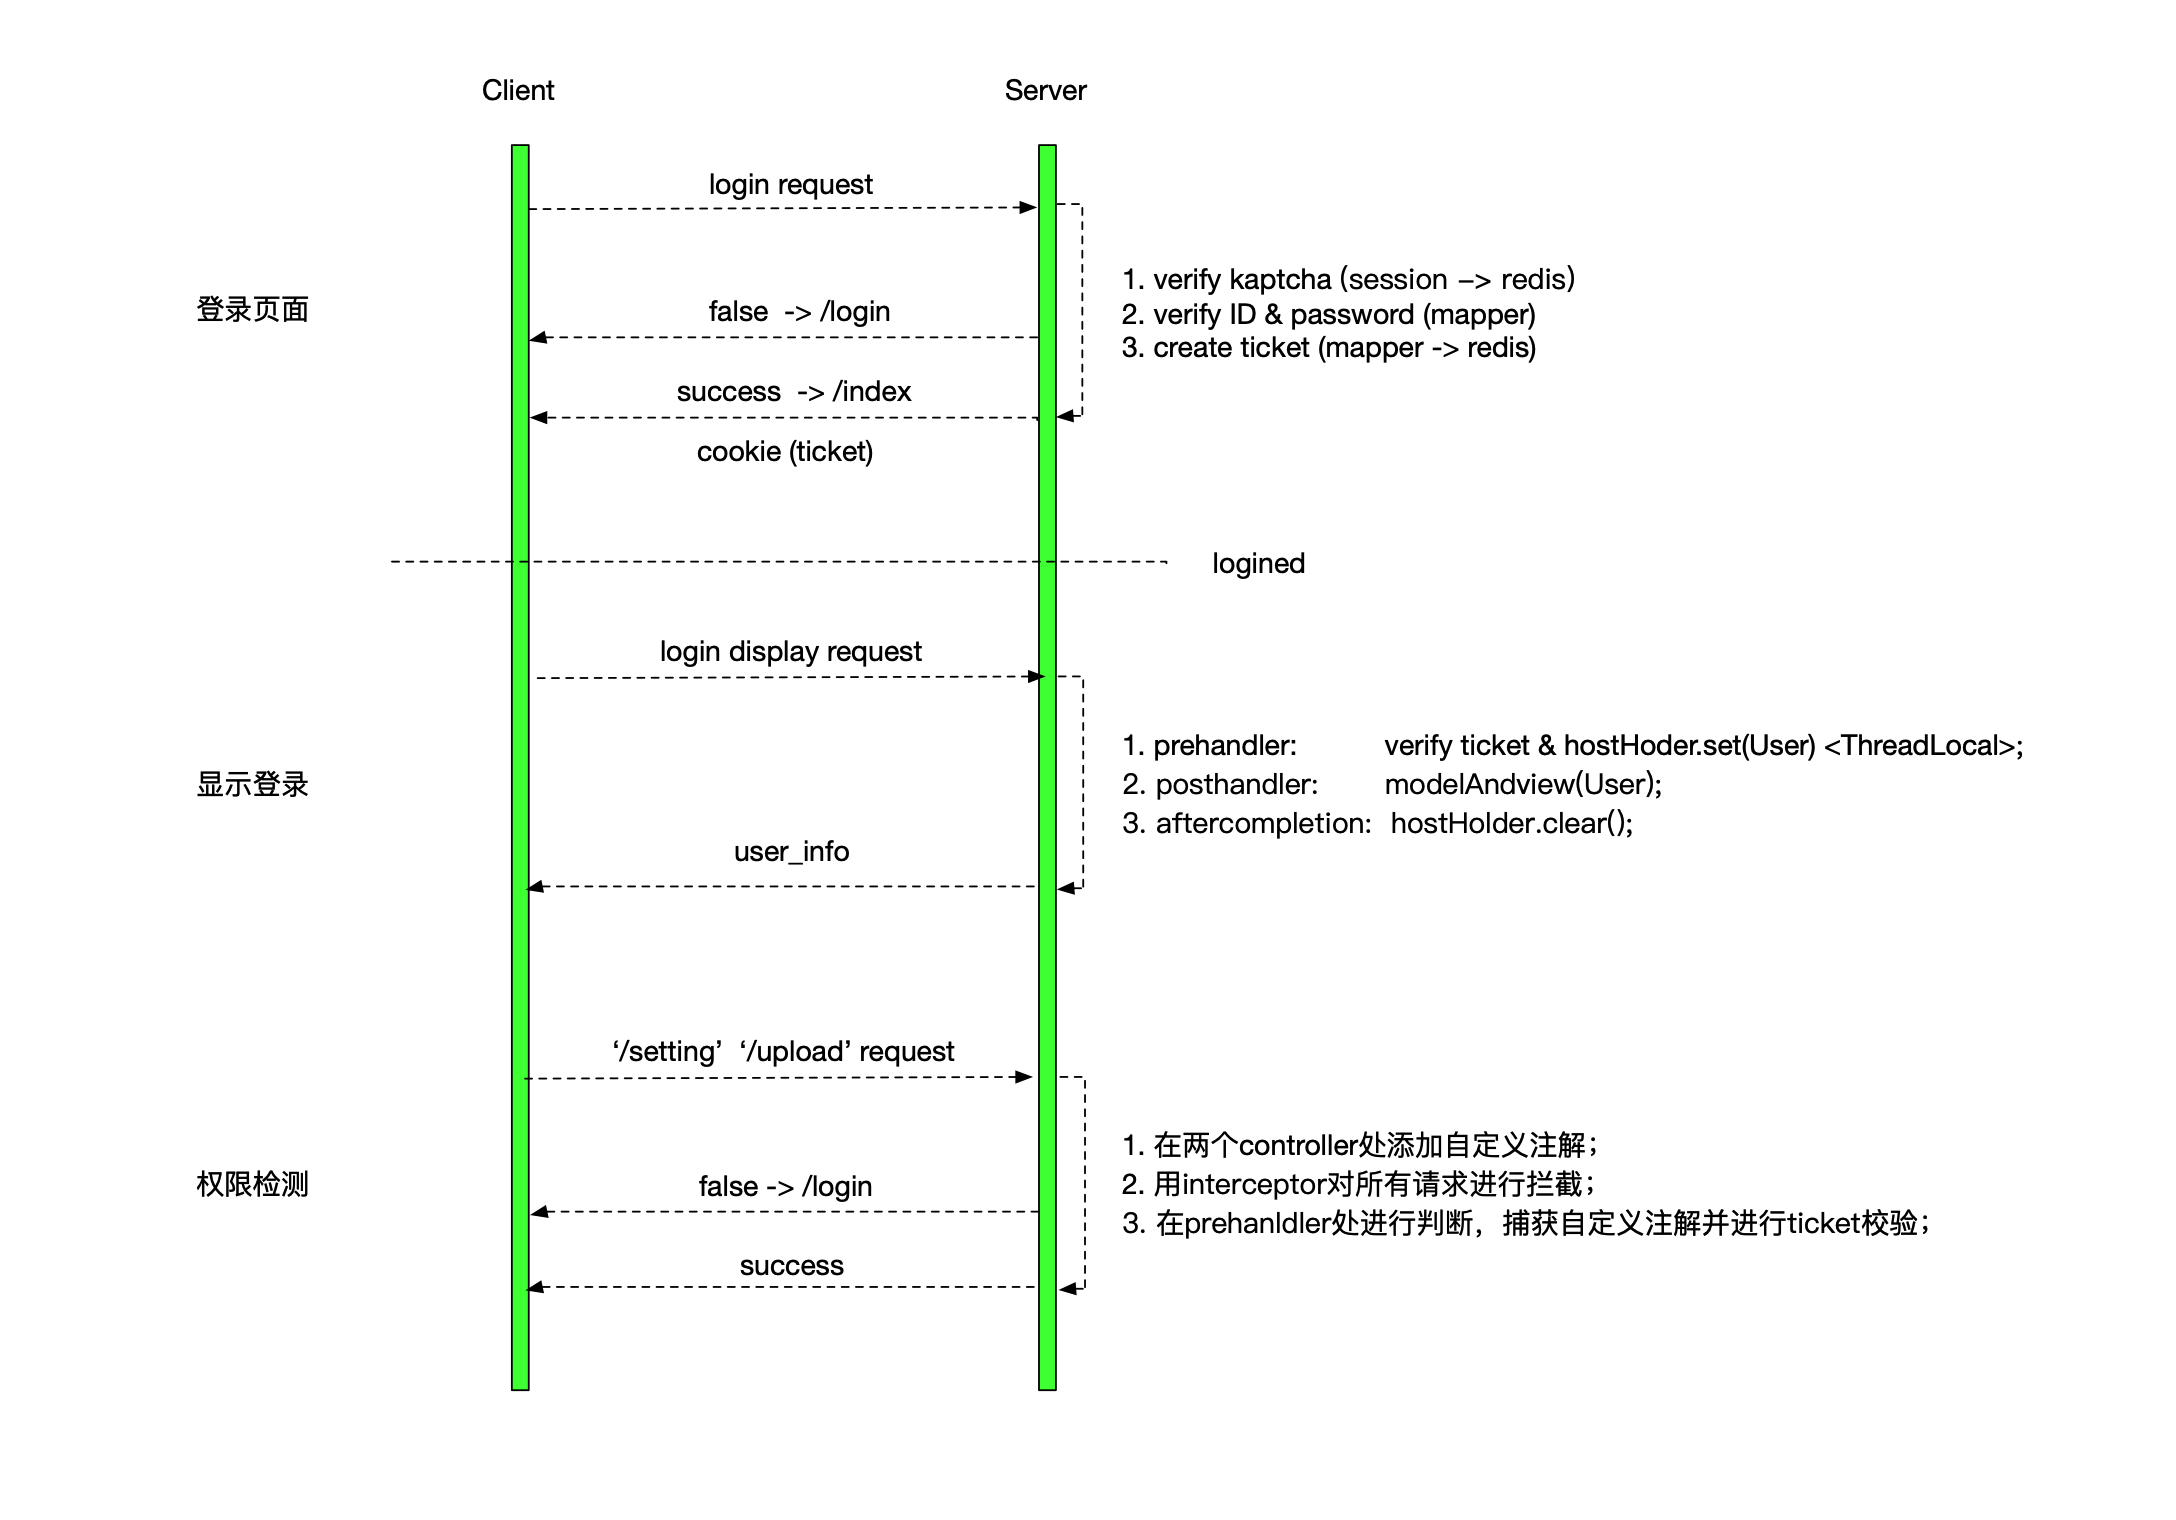 Client
Server
login request
登录页面
false -> /login
success -> /index
cookie (ticket)
1. verify kaptcha (session -> redis)
2. verify ID & password (mapper)
3. create ticket (mapper -> redis)
logined
login display request
显示登录
1. prehandler: verify ticket & hostHoder.set(User) <ThreadLocal>;
2. posthandler: modelAndview(User);
3. aftercompletion: hostHolder.clear();
user_info
‘/setting’ ‘/upload’ request
权限检测
1. 在两个controller处添加自定义注解；
2. 用interceptor对所有请求进行拦截；
3. 在prehanldler处进行判断，捕获自定义注解并进行ticket校验；
false -> /login
success